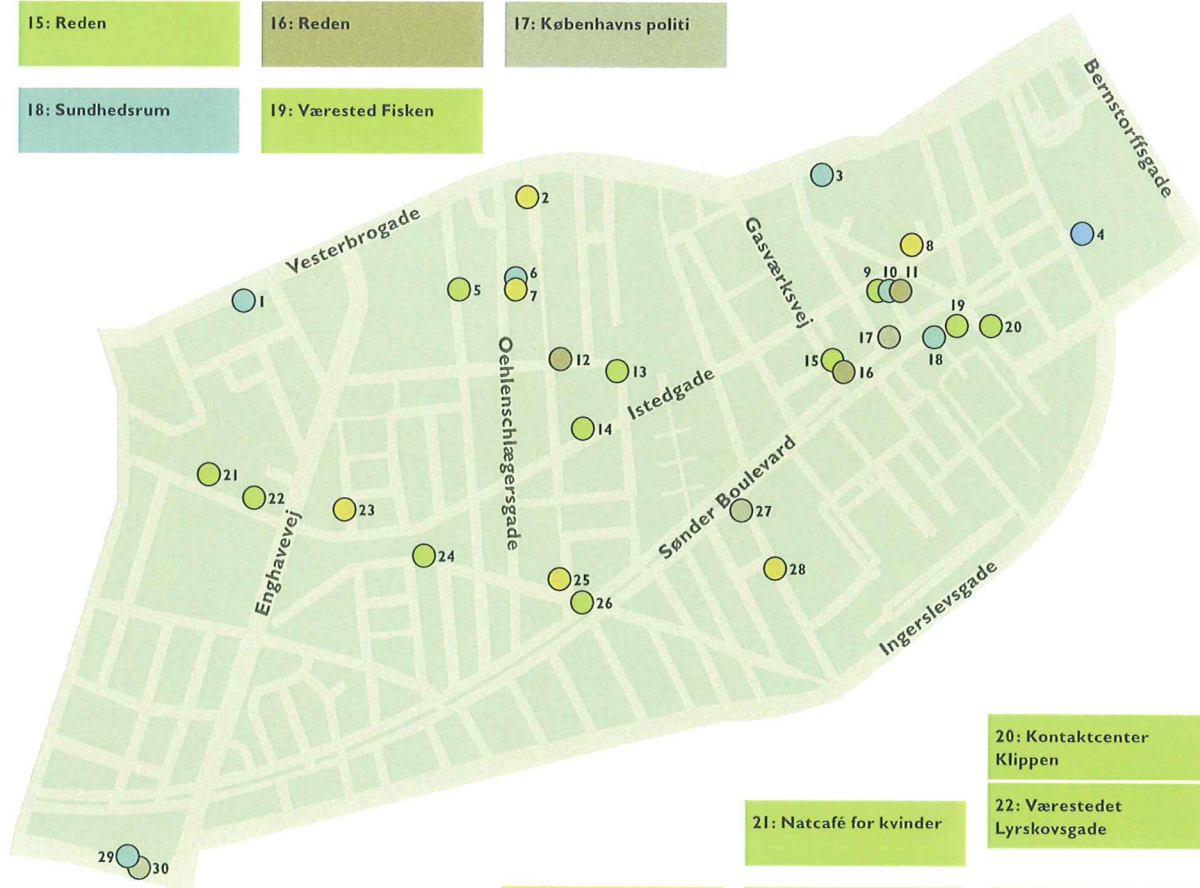 15: Reden
16: Reden
17: Københavns politi
18: Sundhedsrum
19: Værested Fisken
Bernstorffsgade
3
2
Vesterbrogade
Gasværksvej
4
8
6
7
5
9
10
11
1
19
20
17
18
Oehlenschlægersgade
12
13
15
16
Istedgade
14
Sønder Boulevard
21
22
23
27
Enghavevej
24
25
26
28
Ingerslevsgade
20: Kontaktcenter
Klippen
21: Natcafé for kvinder
22: Værestedet
Lyrskovsgade
29
30